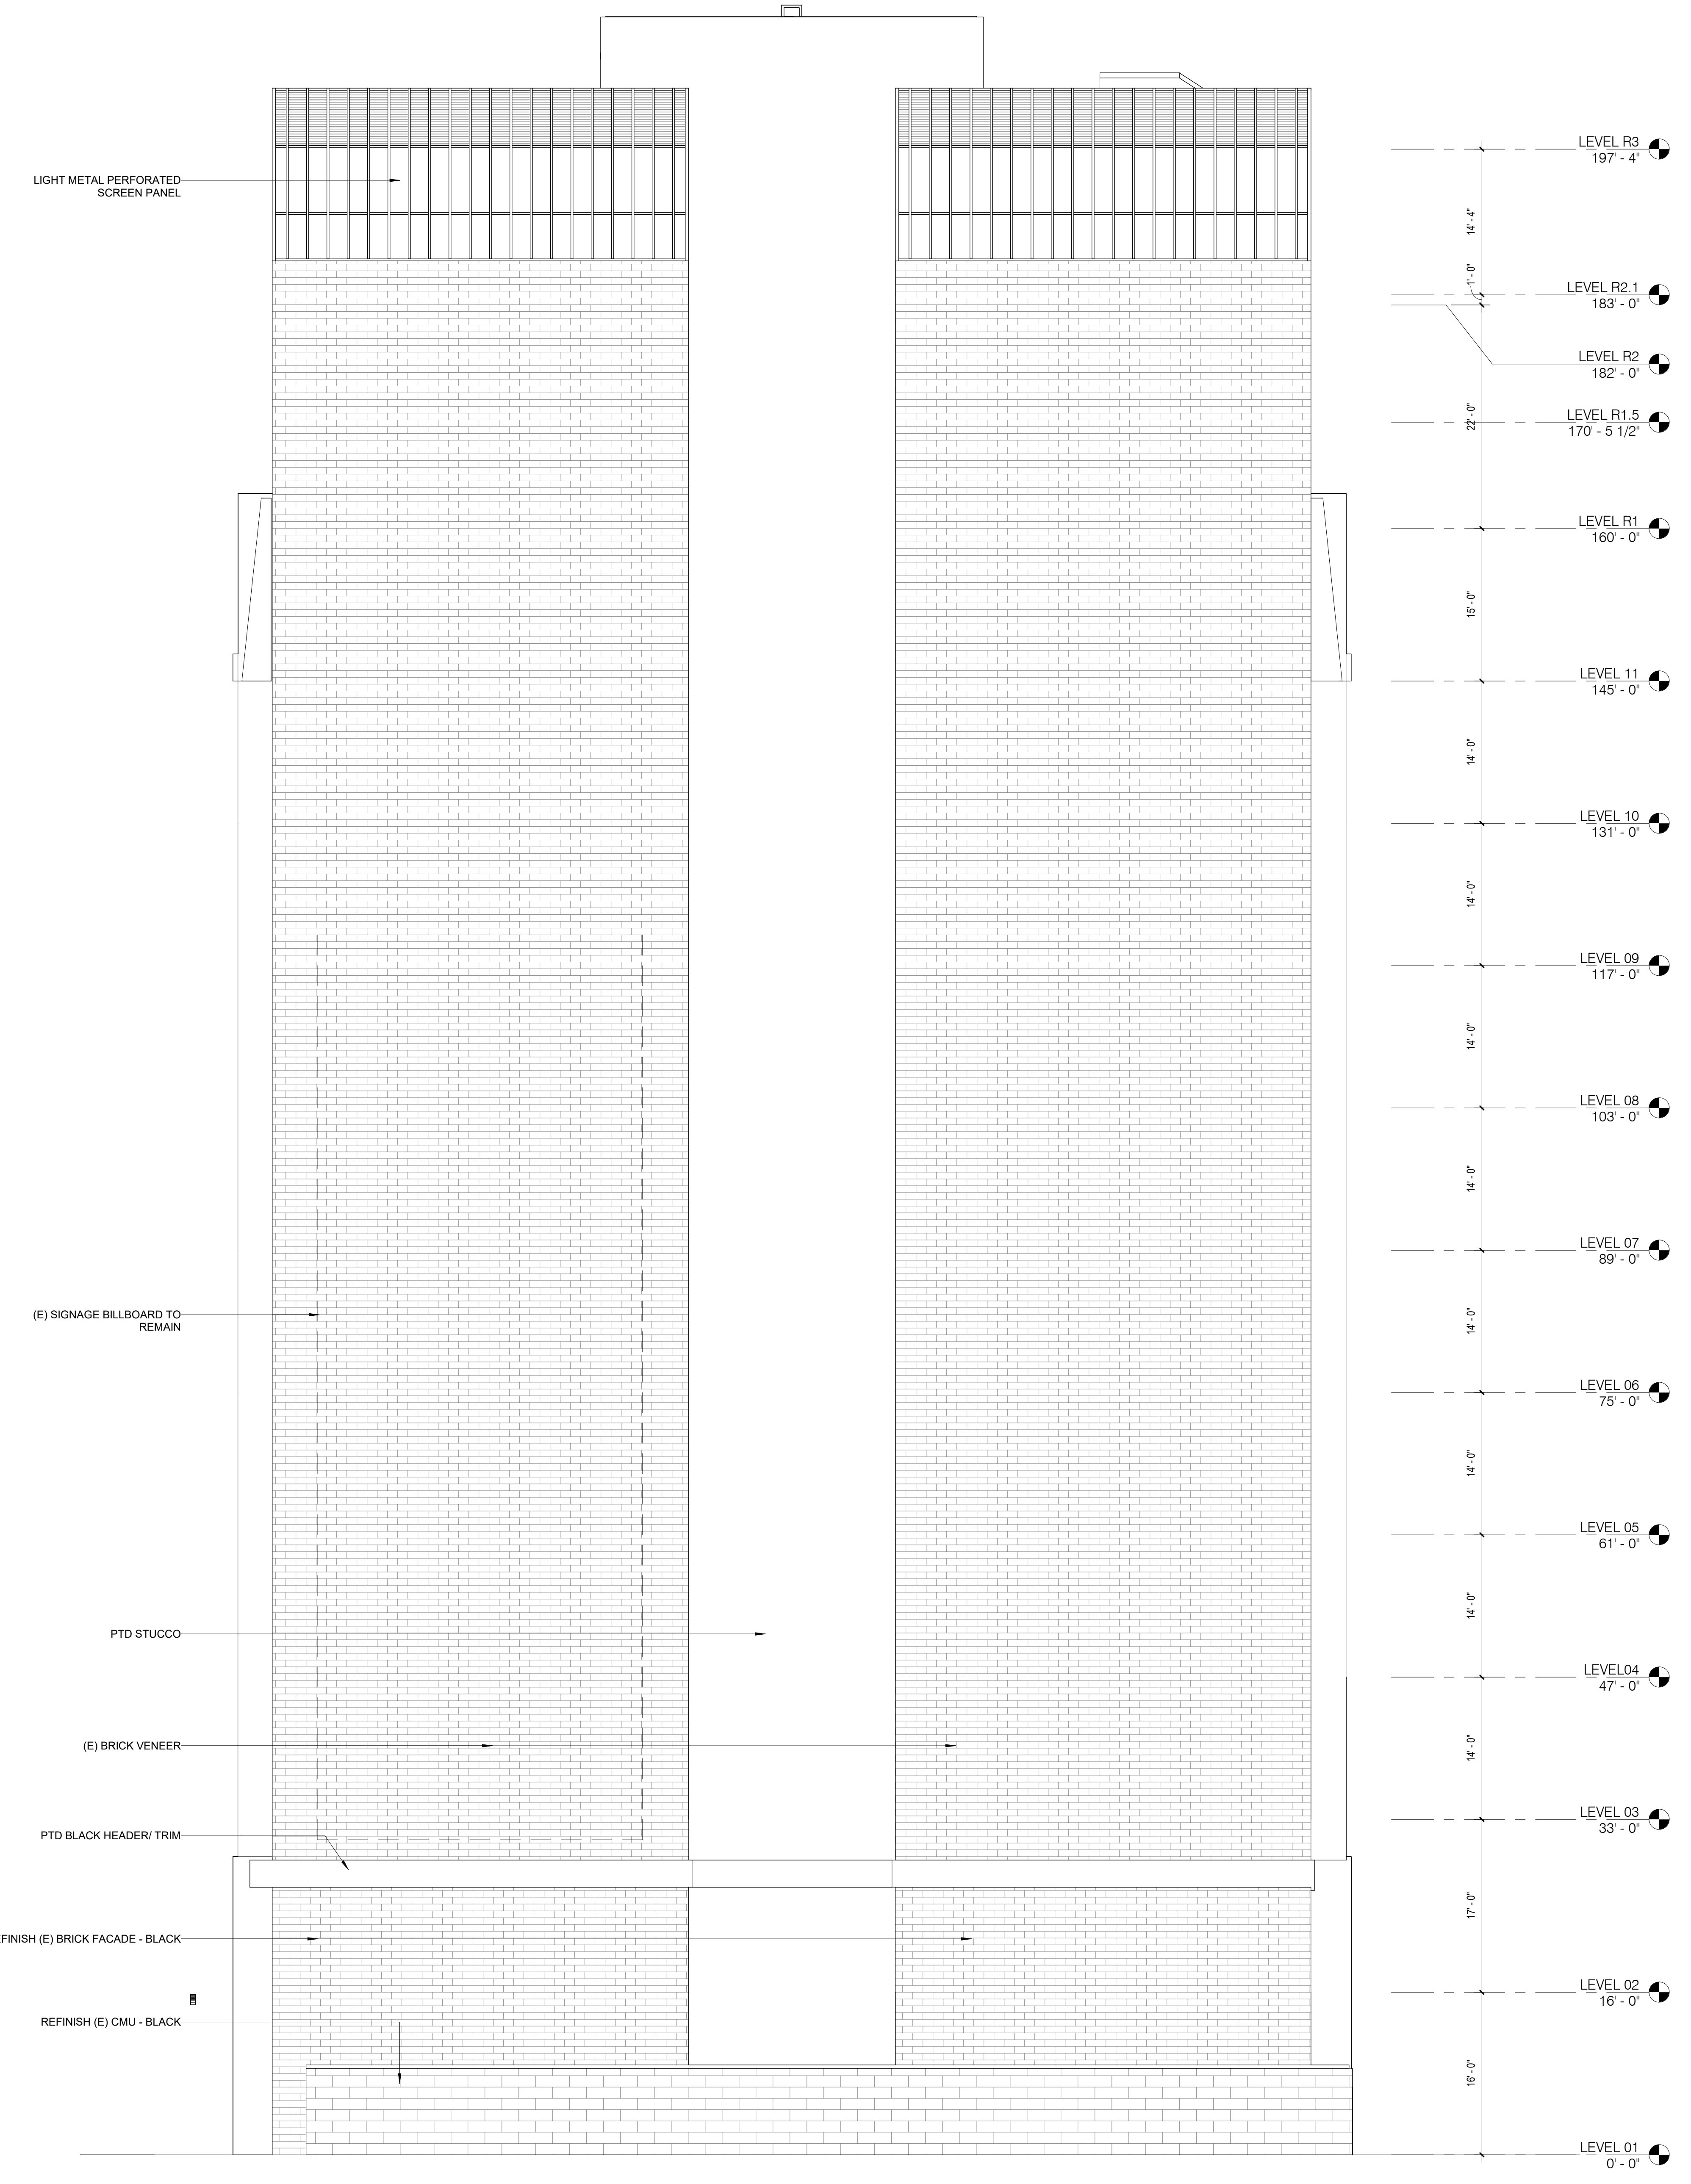 LIGHT METAL PERFORATED
SCREEN PANEL
(E) SIGNAGE BILLBOARD TO
REMAIN
PTD STUCCO
(E) BRICK VENEER
PTD BLACK HEADER/ TRIM
FINISH (E) BRICK FACADE - BLACK
REFINISH (E) CMU - BLACK
14' - 4"
1' - 0"
22' - 0"
15' - 0"
14' - 0"
14' - 0"
14' - 0"
14' - 0"
14' - 0"
14' - 0"
14' - 0"
14' - 0"
17' - 0"
16' - 0"
LEVEL R3
197' - 4"
LEVEL R2.1
183' - 0"
LEVEL R2
182' - 0"
LEVEL R1.5
170' - 5 1/2"
LEVEL R1
160' - 0"
LEVEL 11
145' - 0"
LEVEL 10
131' - 0"
LEVEL 09
117' - 0"
LEVEL 08
103' - 0"
LEVEL 07
89' - 0"
LEVEL 06
75' - 0"
LEVEL 05
61' - 0"
LEVEL04
47' - 0"
LEVEL 03
33' - 0"
LEVEL 02
16' - 0"
LEVEL 01
0' - 0"